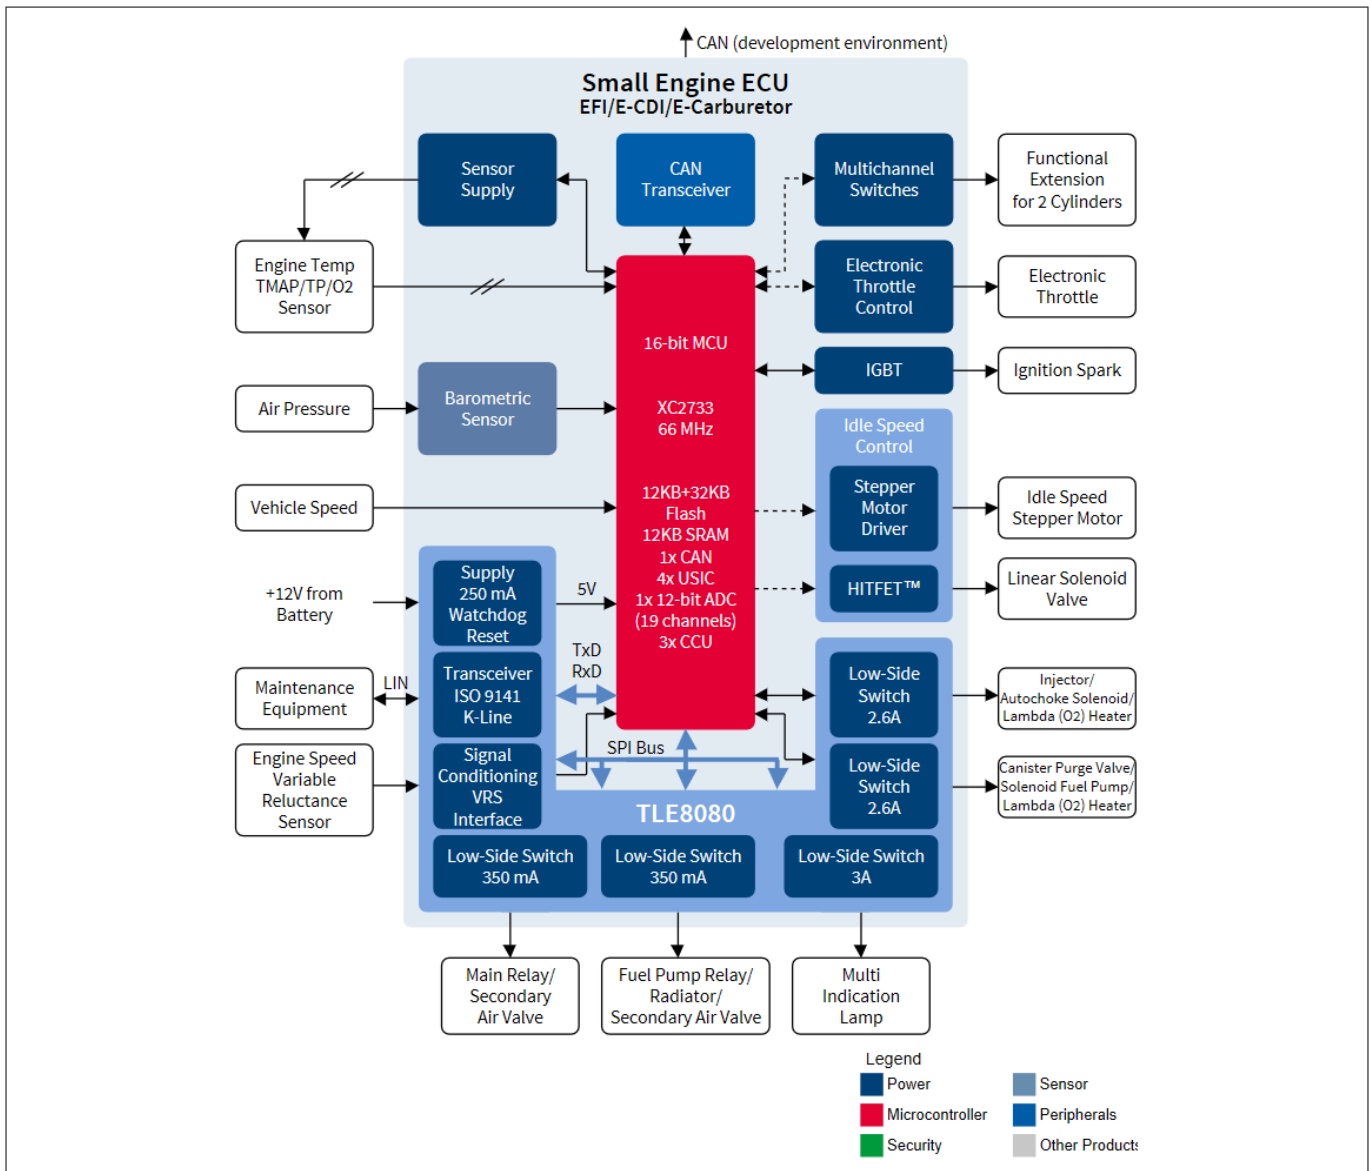 CAN (development environment)
Small Engine ECU
EFI/E-CDI/E-Carburetor
Sensor
Supply
CAN
Transceiver
Multichannel
Switches
Functional
Extension
for 2 Cylinders
Engine Temp
TMAP/TP/O2
Sensor
Electronic
Throttle
Control
Electronic
Throttle
16-bit MCU
XC2733
66 MHz
12KB+32KB
Flash
12KB SRAM
1x CAN
4x USIC
1x 12-bit ADC
(19 channels)
3x CCU
IGBT
Ignition Spark
Air Pressure
Barometric
Sensor
Idle Speed
Control
Vehicle Speed
Stepper
Motor
Driver
Idle Speed
Stepper Motor
+12V from
Battery
Supply
250 mA
Watchdog
Reset
5V
HITFET™
Linear Solenoid
Valve
Maintenance
Equipment
LIN
Transceiver
ISO 9141
K-Line
TxD
RxD
Low-Side
Switch
2.6A
Injector/
Autochoke Solenoid/
Lambda (O2) Heater
Engine Speed
Variable
Reluctance
Sensor
Signal
Conditioning
VRS
Interface
SPI Bus
Low-Side
Switch
2.6A
Canister Purge Valve/
Solenoid Fuel Pump/
Lambda (O2) Heater
TLE8080
Low-Side Switch
350 mA
Low-Side Switch
350 mA
Low-Side Switch
3A
Main Relay/
Secondary
Air Valve
Fuel Pump Relay/
Radiator/
Secondary Air Valve
Multi
Indication
Lamp
Legend
Power
Sensor
Microcontroller
Peripherals
Security
Other Products